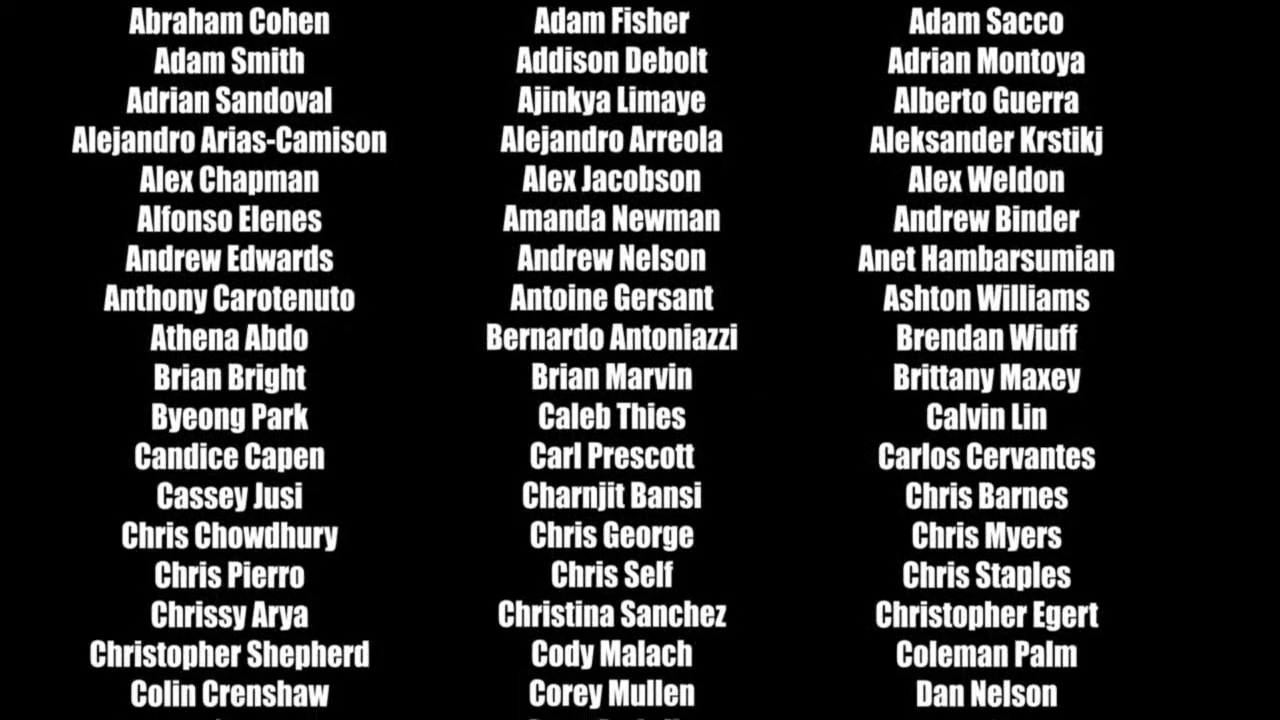 Abraham Cohen Adam Fisher Adam Sacco
Adam Smith Addison Debolt Adrian Montoya
Adrian Sandoval Ajinkya Limaye Alberto Guerra
Alejandro Arias-Camison Alejandro Arreola Aleksander Krstikj
Alex Chapman Alex Jacobson Alex Weldon
Alfonso Elenes Amanda Newman Andrew Binder
Andrew Edwards Andrew Nelson Anet Hambarsumian
Anthony Carotenuto Antoine Gersant Ashton Williams
Athena Abdo Bernardo Antoniazzi Brendan Wiuff
Brian Bright Brian Marvin Brittany Maxey
Byeong Park Caleb Thies Calvin Lin
Candice Capen Carl Prescott Carlos Cervantes
Cassey Jusi Charnjit Bansi Chris Barnes
Chris Chowdhury Chris George Chris Myers
Chris Pierro Chris Self Chris Staples
Chrissy Arya Christina Sanchez Christopher Egert
Christopher Shepherd Cody Malach Coleman Palm
Colin Crenshaw Corey Mullen Dan Nelson